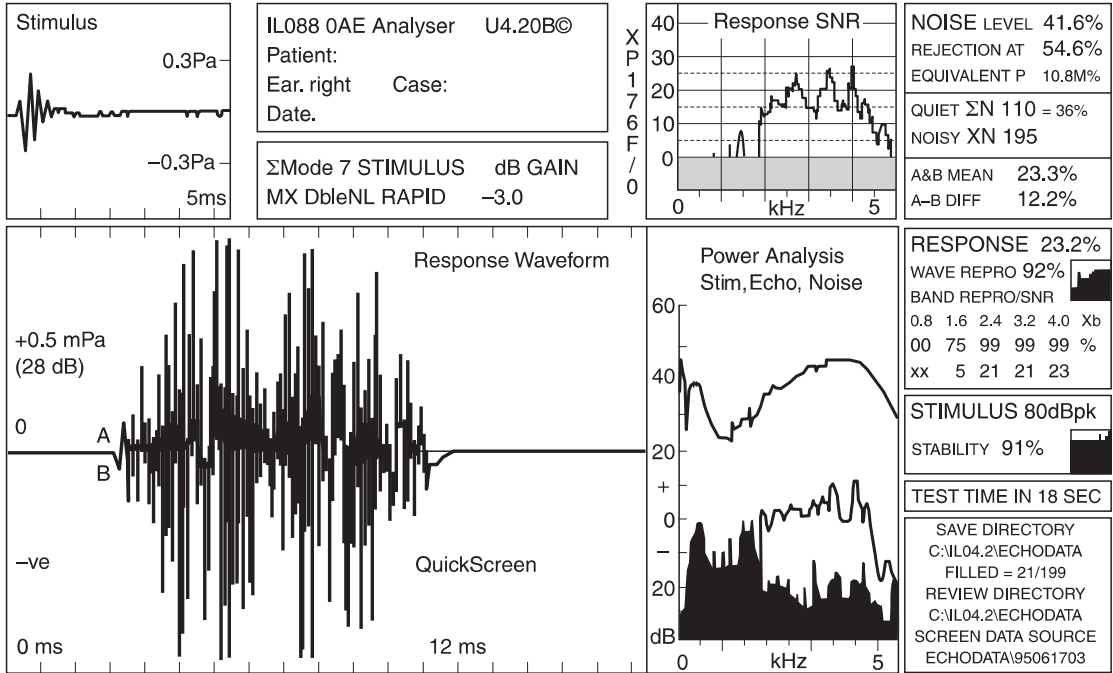 Stimulus
0.3Pa
–0.3Pa
5ms
IL088 0AE Analyser U4.20B©
Patient:
Ear. right Case:
Date.
ΣMode 7 STIMULUS dB GAIN
MX DbleNL RAPID –3.0
XP176F/0
Response SNR
40
30
20
10
0
0 kHz 5
NOISE LEVEL 41.6%
REJECTION AT 54.6%
EQUIVALENT P 10.8M%
QUIET ΣN 110 = 36%
NOISY XN 195
A&B MEAN 23.3%
A–B DIFF 12.2%
Response Waveform
+0.5 mPa
(28 dB)
0
A
B
–ve
QuickScreen
0 ms 12 ms
Power Analysis
Stim,Echo, Noise
60
40
20
+
0
–
20
dB
0 kHz 5
RESPONSE 23.2%
WAVE REPRO 92%
BAND REPRO/SNR
0.8 1.6 2.4 3.2 4.0 Xb
00 75 99 99 99 %
xx 5 21 21 23
STIMULUS 80dBpk
STABILITY 91%
TEST TIME IN 18 SEC
SAVE DIRECTORY
C:\IL04.2\ECHODATA
FILLED = 21/199
REVIEW DIRECTORY
C:\IL04.2\ECHODATA
SCREEN DATA SOURCE
ECHODATA\95061703